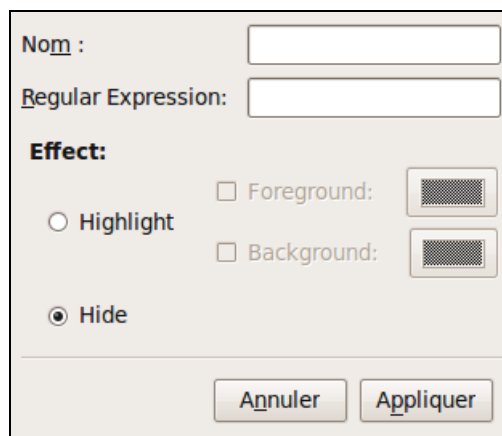 Nom :
Regular Expression:
Effect:
Foreground:
Highlight
Background:
Hide
Annuler Appliquer